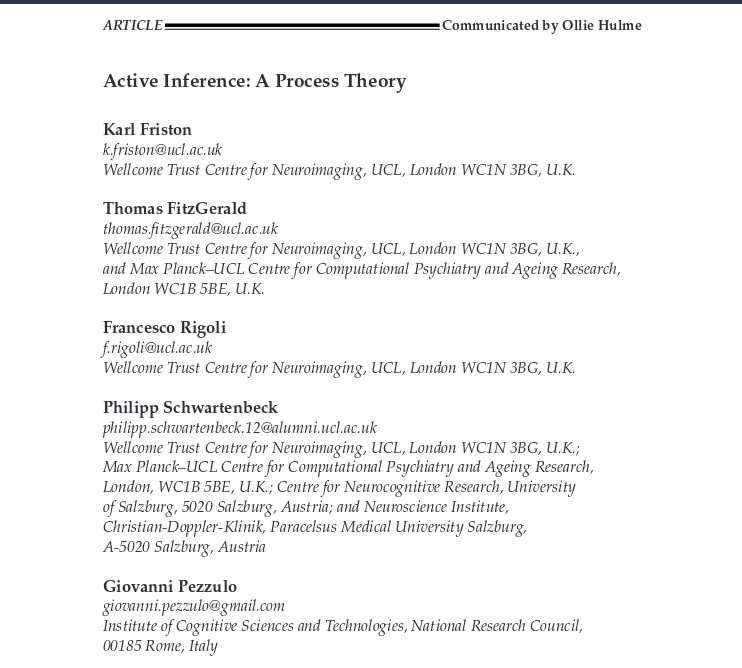 ARTICLE Communicated by Ollie Hulme
Active Inference: A Process Theory
Karl Friston
k.friston@ucl.ac.uk
Wellcome Trust Centre for Neuroimaging, UCL, London WC1N 3BG, U.K.
Thomas FitzGerald
thomas.fitzgerald@ucl.ac.uk
Wellcome Trust Centre for Neuroimaging, UCL, London WC1N 3BG, U.K.,
and Max Planck–UCL Centre for Computational Psychiatry and Ageing Research,
London WC1B 5BE, U.K.
Francesco Rigoli
f.rigoli@ucl.ac.uk
Wellcome Trust Centre for Neuroimaging, UCL, London WC1N 3BG, U.K.
Philipp Schwartenbeck
philipp.schwartenbeck.12@alumni.ucl.ac.uk
Wellcome Trust Centre for Neuroimaging, UCL, London WC1N 3BG, U.K.;
Max Planck–UCL Centre for Computational Psychiatry and Ageing Research,
London, WC1B 5BE, U.K.; Centre for Neurocognitive Research, University
of Salzburg, 5020 Salzburg, Austria; and Neuroscience Institute,
Christian-Doppler-Klinik, Paracelsus Medical University Salzburg,
A-5020 Salzburg, Austria
Giovanni Pezzulo
giovanni.pezzulo@gmail.com
Institute of Cognitive Sciences and Technologies, National Research Council,
00185 Rome, Italy